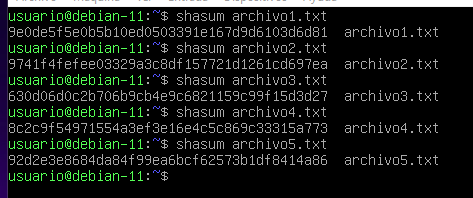 usuario@debian-11:~$ shasum archivo1.txt
9e0de5f5e0b5b10ed0503391e167d9d6103d6d81  archivo1.txt
usuario@debian-11:~$ shasum archivo2.txt
9741f4fefee03329a3c8df157721d1261cd697ea  archivo2.txt
usuario@debian-11:~$ shasum archivo3.txt
630d06d0c2b706b9cb4e9c6821159c99f15d3d27  archivo3.txt
usuario@debian-11:~$ shasum archivo4.txt
8c2c9f54971554a3ef3e16e4c5c869c33315a773  archivo4.txt
usuario@debian-11:~$ shasum archivo5.txt
92d2e3e8684da84f99ea6bcf62573b1df8414a86  archivo5.txt
usuario@debian-11:~$